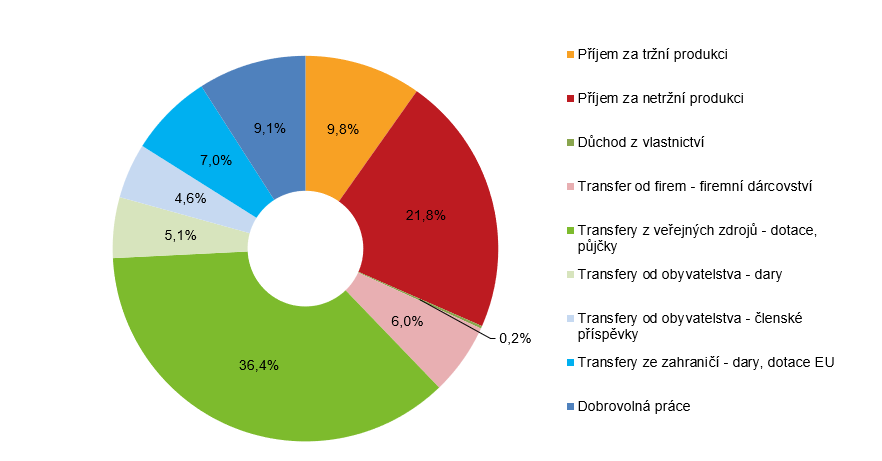 9,8%
21,8%
0,2%
6,0%
36,4%
5,1%
4,6%
7,0%
9,1%
Příjem za tržní produkci
Příjem za netržní produkci
Důchod z vlastnictví
Transfer od firem - firemní dárcovství
Transfery z veřejných zdrojů - dotace,
půjčky
Transfery od obyvatelstva - dary
Transfery od obyvatelstva - členské
příspěvky
Transfery ze zahraničí - dary, dotace EU
Dobrovolná práce